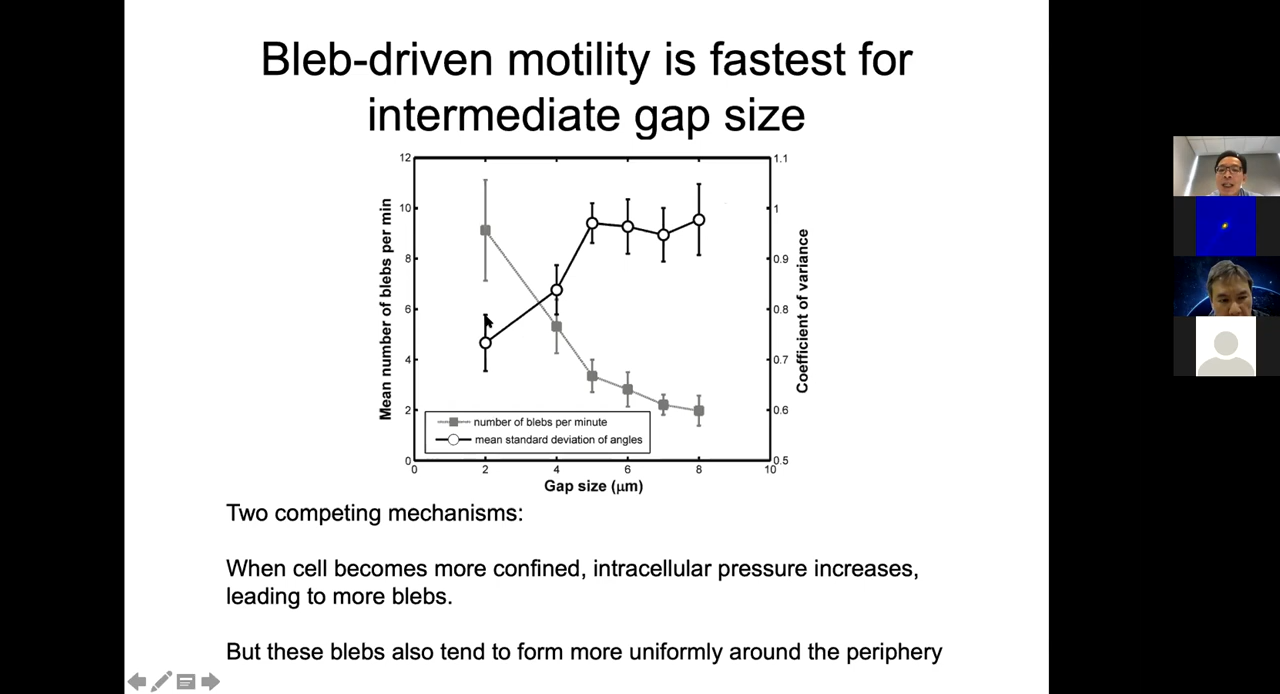 Bleb-driven motility is fastest for
intermediate gap size
12
10
8
6
4
2
0
1.1
1
0.9
0.8
0.7
0.6
0.5
Mean number of blebs per min
Coefficient of variance
number of blebs per minute
mean standard deviation of angles
0 2 4 6 8 10
Gap size (μm)
Two competing mechanisms:
When cell becomes more confined, intracellular pressure increases,
leading to more blebs.
But these blebs also tend to form more uniformly around the periphery